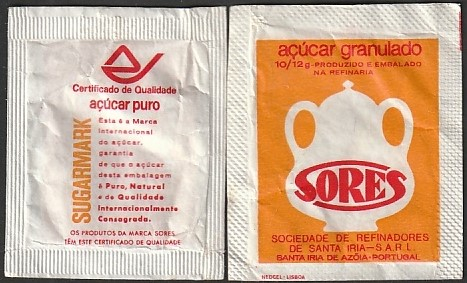 Certificado de Qualidade
açúcar puro
SUGARMARK
Esta é a Marca
Internacional
do açúcar,
garantia
de que o açúcar
desta embalagem
é Puro, Natural
e de Qualidade
Internacionalmente
Consagrada.
OS PRODUTOS DA MARCA SORES
TÊM ESTE CERTIFICADO DE QUALIDADE
açúcar granulado
10/12g-PRODUZIDO E EMBALADO
NA REFINARIA
SORES
SOCIEDADE DE REFINADORES
DE SANTA IRIA-S.A.R.L.
SANTA IRIA DE AZÓIA-PORTUGAL
NEOGEL-LISBOA